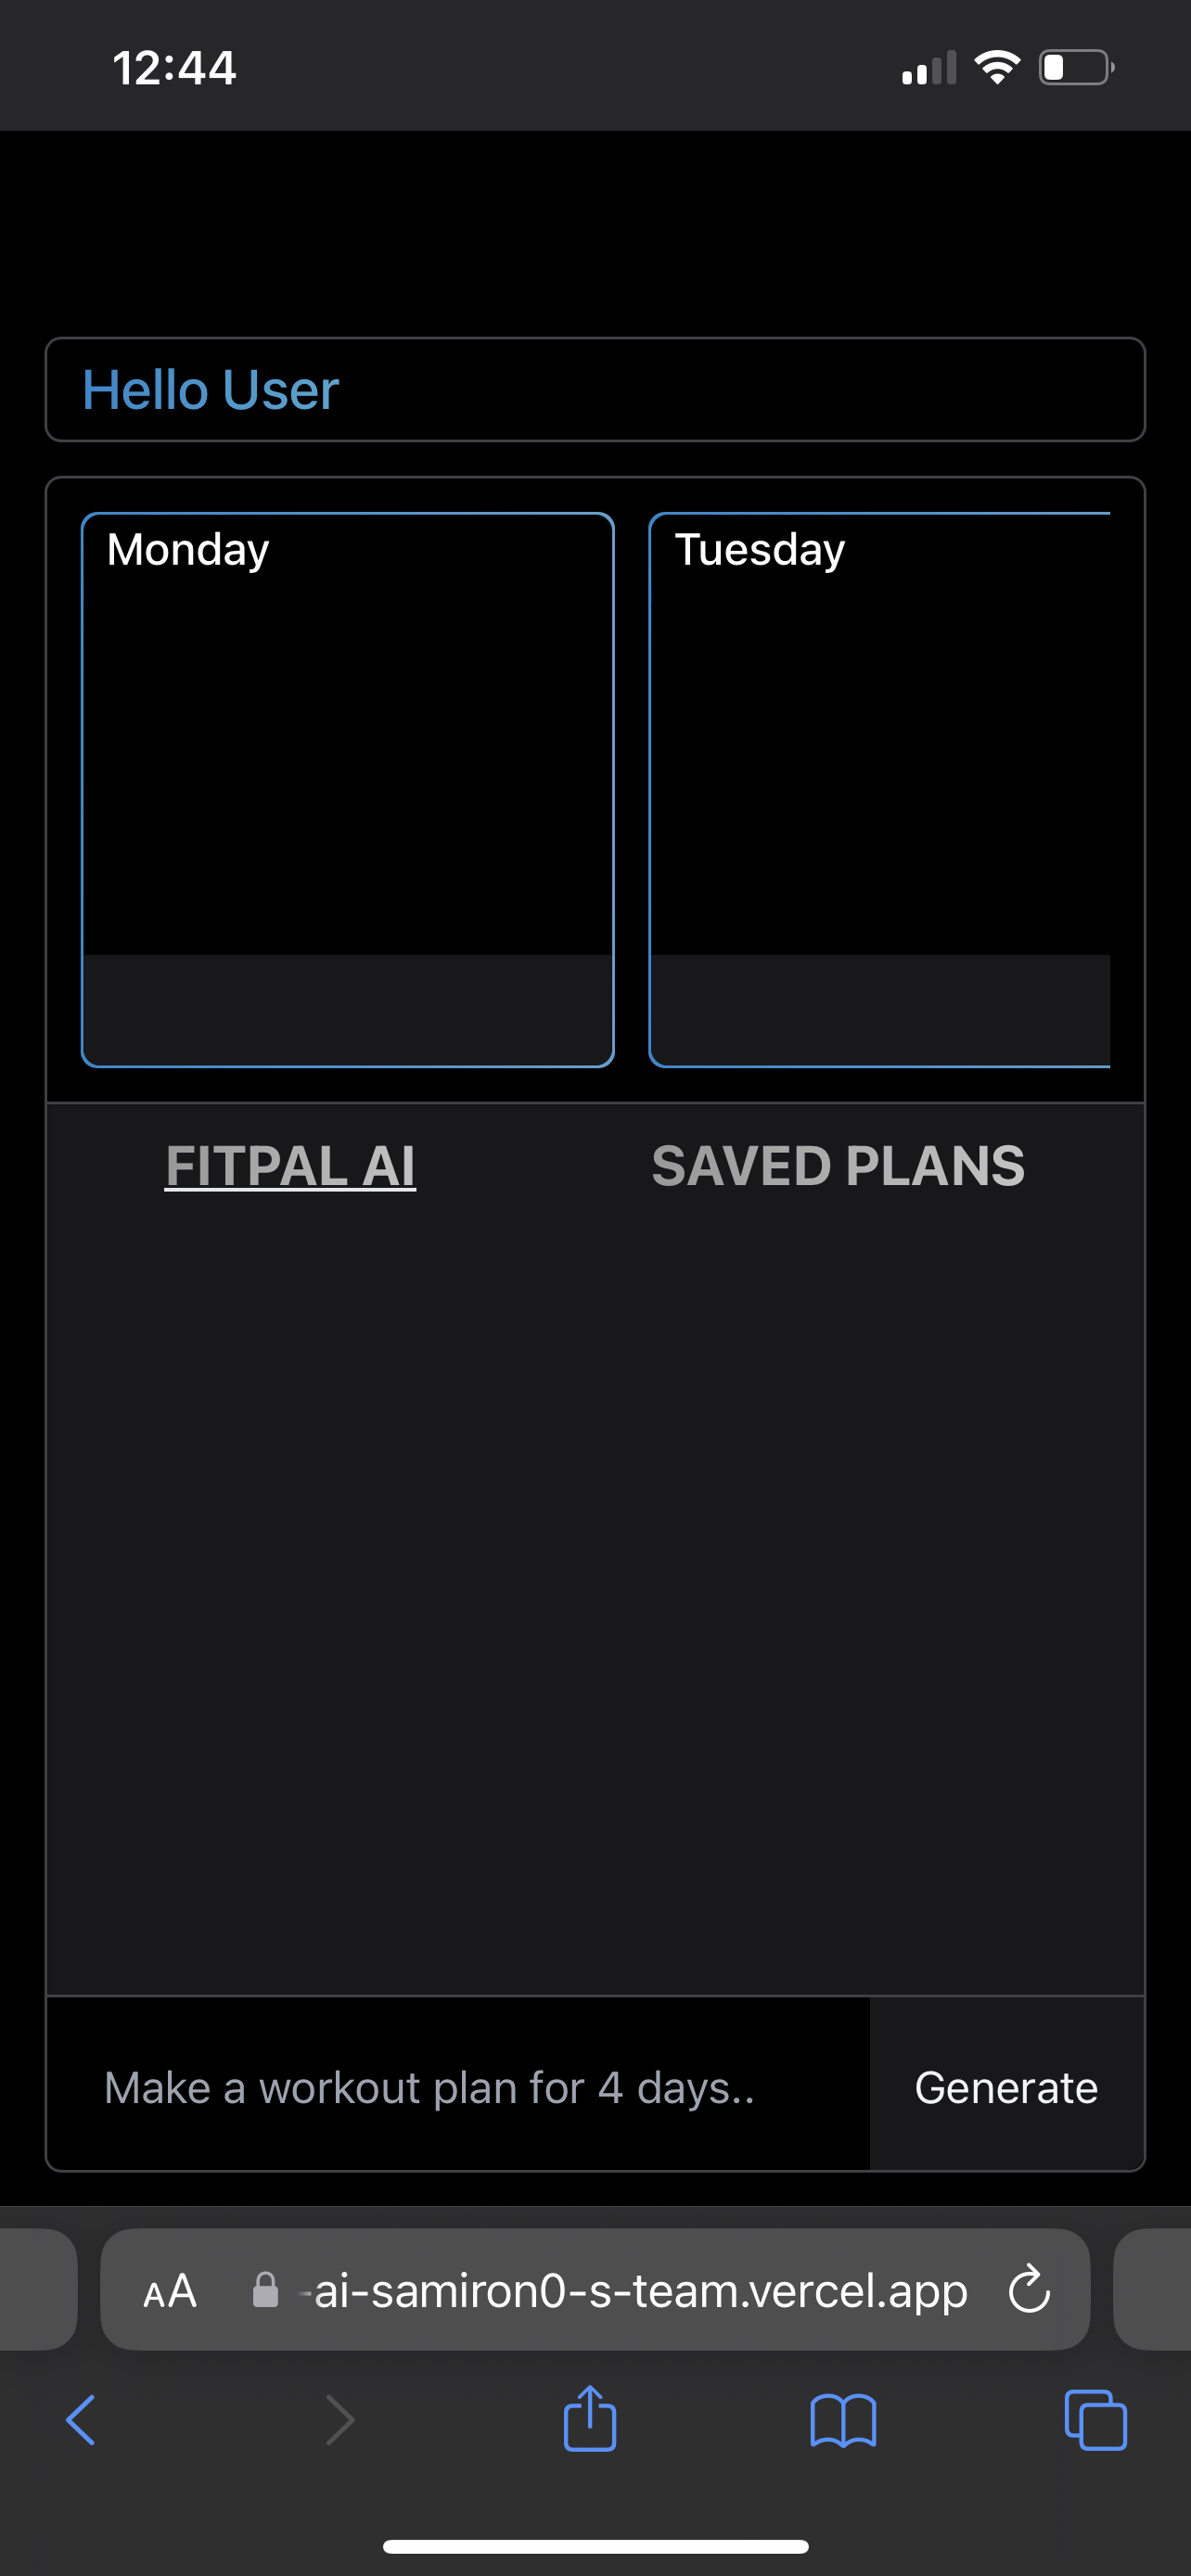 12:44
Hello User
Monday
Tuesday
FITPAL AI
SAVED PLANS
Make a workout plan for 4 days..
Generate
AA
-ai-samiron0-s-team.vercel.app